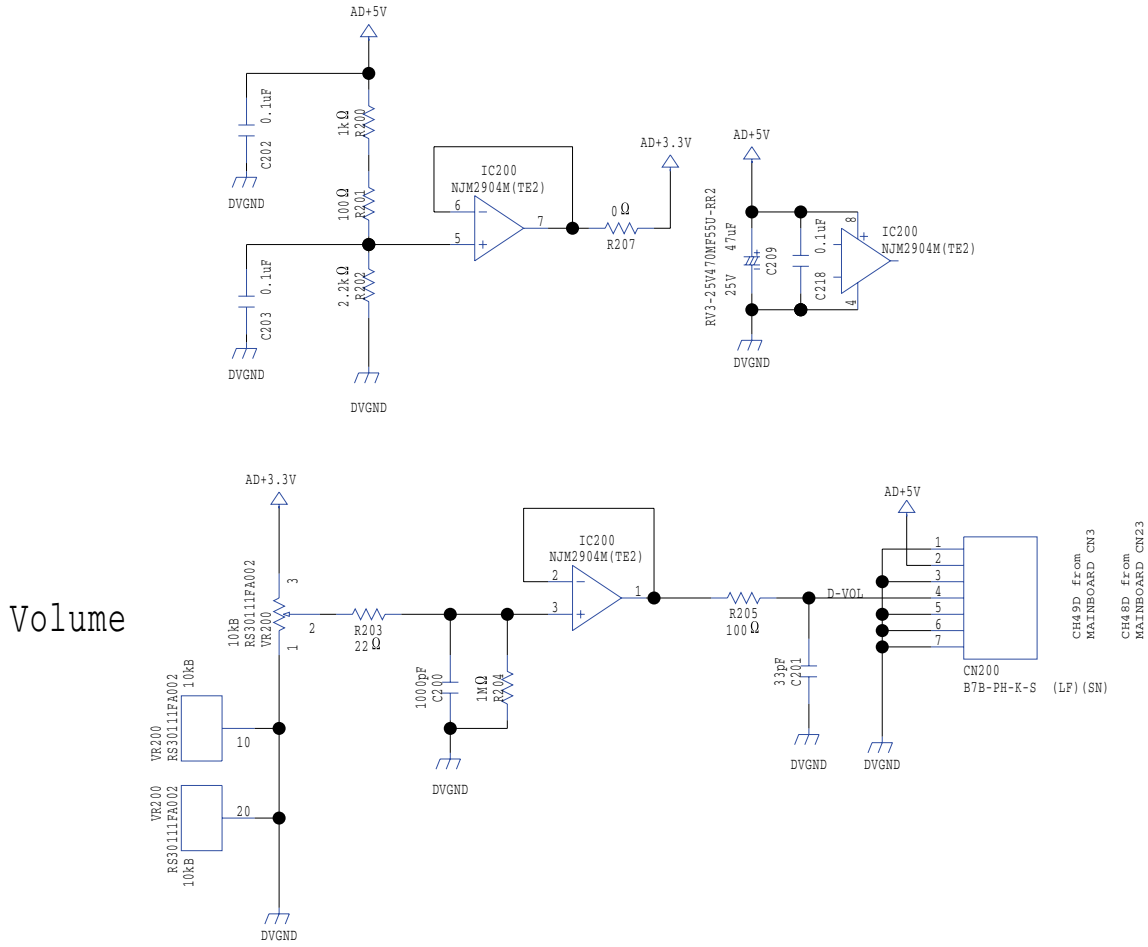 AD+5V
0.1uF
C202
DVGND
1kΩ
R200
100Ω
R201
2.2kΩ
R202
0.1uF
C203
DVGND
DVGND
IC200
NJM2904M(TE2)
6
5
7
0Ω
R207
AD+3.3V
AD+5V
RV3-25V470MF55U-RR2
25V 47uF
C209
0.1uF
C218
8
4
IC200
NJM2904M(TE2)
DVGND
Volume
AD+3.3V
3
2
1
10kB
RS30111FA002
VR200
R203
22Ω
1000pF
C200
1MΩ
R204
DVGND
IC200
NJM2904M(TE2)
2
3
1
R205
100Ω
D-VOL
33pF
C201
DVGND
AD+5V
1
2
3
4
5
6
7
DVGND
CN200
B7B-PH-K-S (LF)(SN)
CH49D from
MAINBOARD CN3
CH48D from
MAINBOARD CN23
VR200
RS30111FA002
10kB
10
VR200
RS30111FA002
10kB
20
DVGND